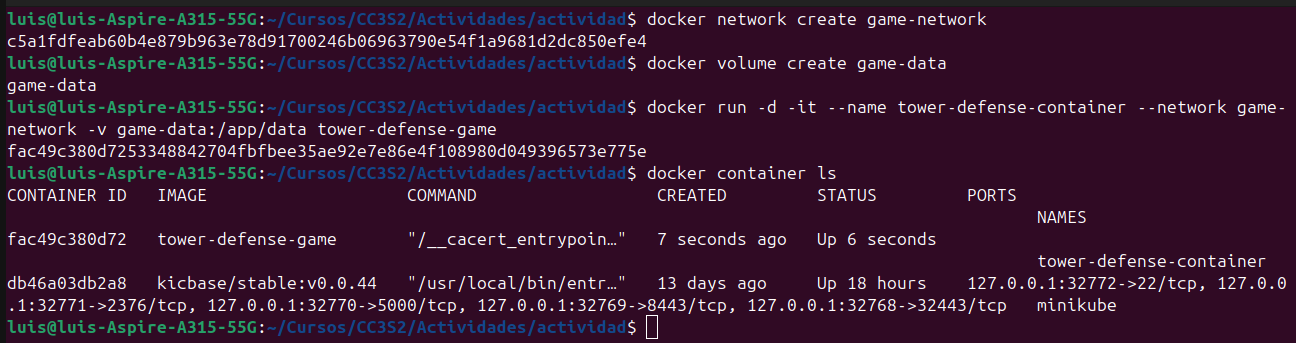 luis@luis-Aspire-A315-55G:~/Cursos/CC3S2/Actividades/actividad$ docker network create game-network
c5a1fdfeab60b4e879b963e78d91700246b06963790e54f1a9681d2dc850efe4
luis@luis-Aspire-A315-55G:~/Cursos/CC3S2/Actividades/actividad$ docker volume create game-data
game-data
luis@luis-Aspire-A315-55G:~/Cursos/CC3S2/Actividades/actividad$ docker run -d -it --name tower-defense-container --network game-
network -v game-data:/app/data tower-defense-game
fac49c380d7253348842704fbfbee35ae92e7e86e4f108980d049396573e775e
luis@luis-Aspire-A315-55G:~/Cursos/CC3S2/Actividades/actividad$ docker container ls
CONTAINER ID   IMAGE                    COMMAND                  CREATED         STATUS         PORTS
NAMES
fac49c380d72   tower-defense-game       "/__cacert_entrypoin…"   7 seconds ago   Up 6 seconds
tower-defense-container
db46a03db2a8   kicbase/stable:v0.0.44   "/usr/local/bin/entr…"   13 days ago     Up 18 hours    127.0.0.1:32772->22/tcp, 127.0.0
.1:32771->2376/tcp, 127.0.0.1:32770->5000/tcp, 127.0.0.1:32769->8443/tcp, 127.0.0.1:32768->32443/tcp   minikube
luis@luis-Aspire-A315-55G:~/Cursos/CC3S2/Actividades/actividad$